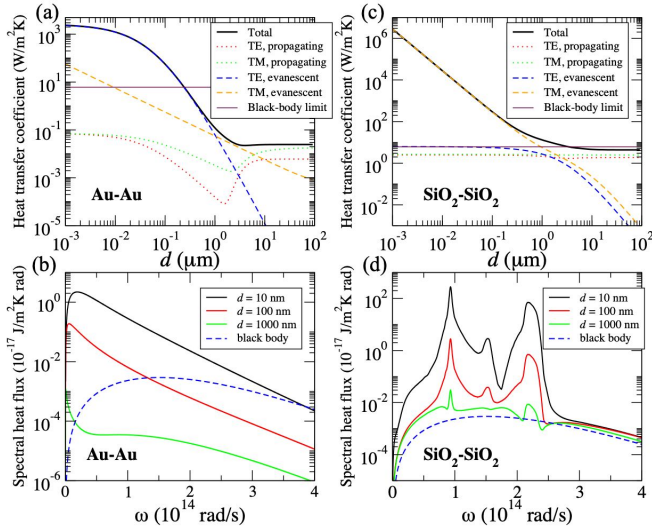 Heat transfer coefficient (W/m²K)
10³
10¹
10⁻¹
10⁻³
10⁻⁵
(a)
Total
TE, propagating
TM, propagating
TE, evanescent
TM, evanescent
Black-body limit
Au-Au
10⁻³ 10⁻² 10⁻¹ 10⁰ 10¹ 10²
d (μm)
Heat transfer coefficient (W/m²K)
10⁶
10⁴
10²
10⁰
10⁻²
(c)
Total
TE, propagating
TM, propagating
TE, evanescent
TM, evanescent
Black-body limit
SiO₂-SiO₂
10⁻³ 10⁻² 10⁻¹ 10⁰ 10¹ 10²
d (μm)
Spectral heat flux (10⁻¹⁷ J/m²K rad)
10⁰
10⁻²
10⁻⁴
10⁻⁶
(b)
d = 10 nm
d = 100 nm
d = 1000 nm
black body
Au-Au
0 1 2 3 4
ω (10¹⁴ rad/s)
Spectral heat flux (10⁻¹⁷ J/m²K rad)
10²
10⁰
10⁻²
10⁻⁴
(d)
d = 10 nm
d = 100 nm
d = 1000 nm
black body
SiO₂-SiO₂
0 1 2 3 4
ω (10¹⁴ rad/s)